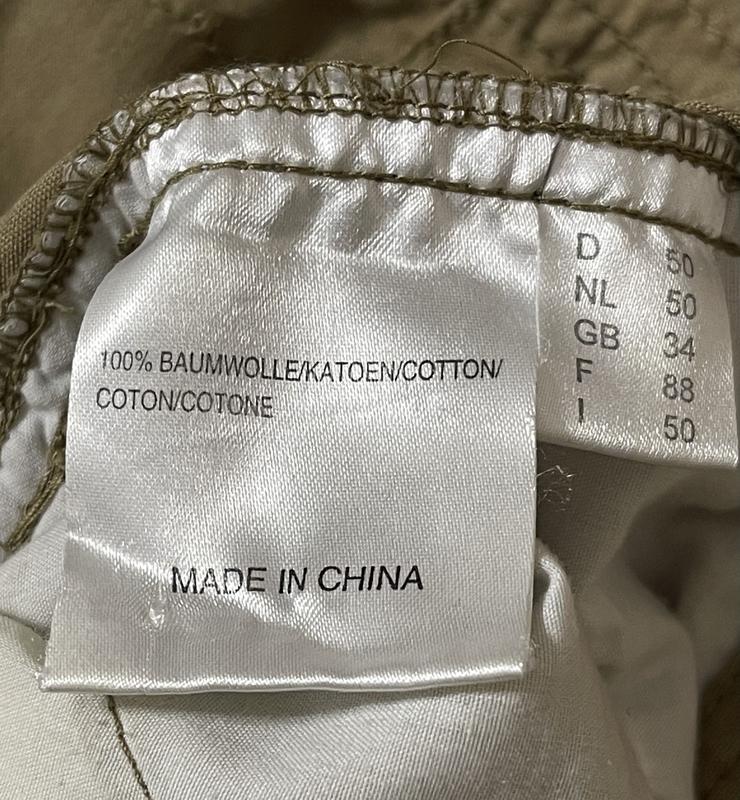 100% BAUMWOLLE/KATOEN/COTTON/
COTON/COTONE
MADE IN CHINA
D 50
NL 50
GB 34
F 88
I 50